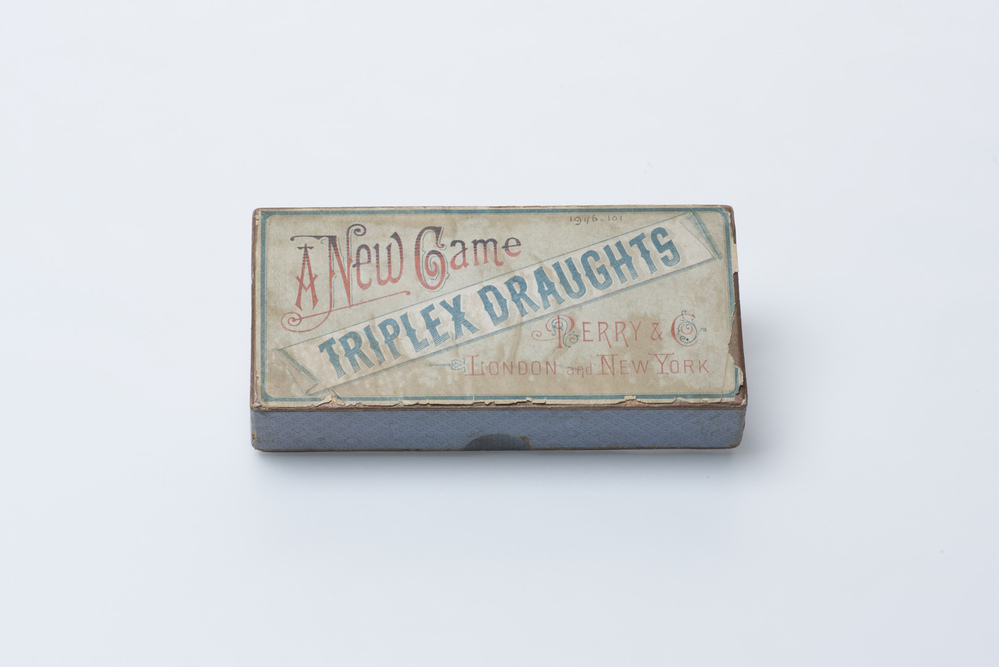 A New Game
1946.101
TRIPLEX DRAUGHTS
PERRY & Co
LONDON and NEW YORK